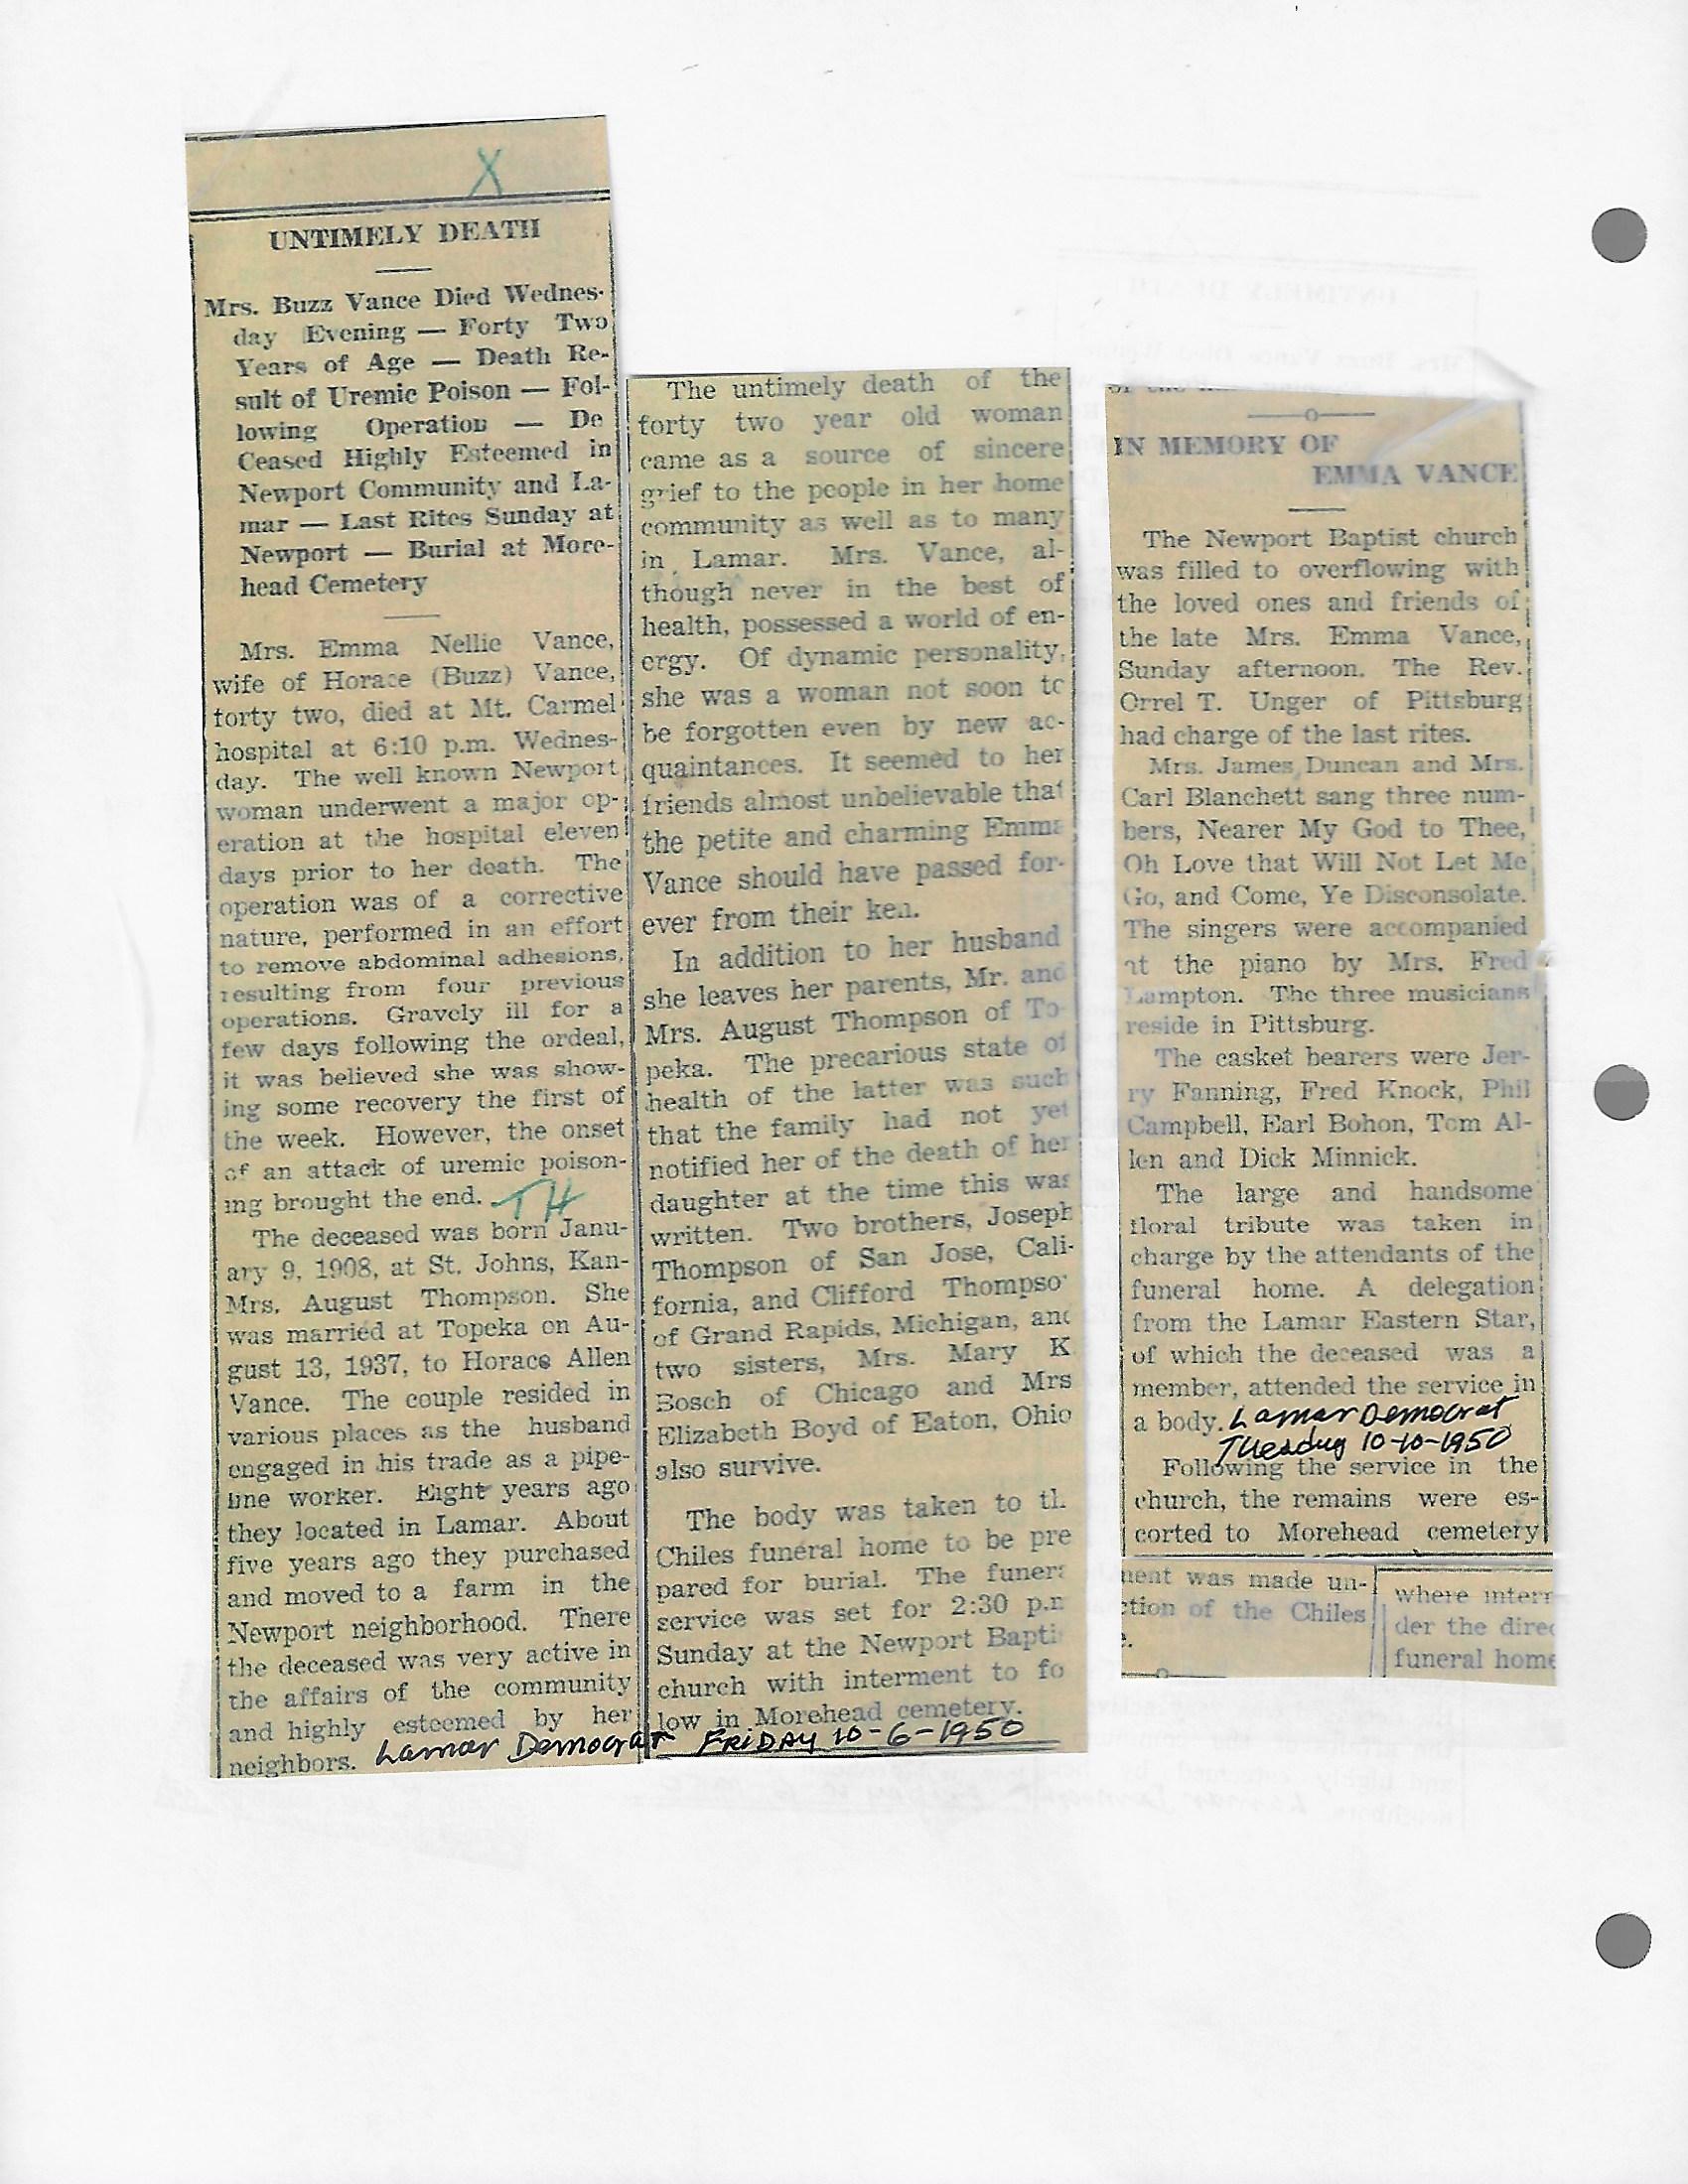 X
UNTIMELY DEATH
Mrs. Buzz Vance Died Wednes-
day Evening — Forty Two
Years of Age — Death Re-
sult of Uremic Poison — Fol-
lowing Operation — De
Ceased Highly Esteemed in
Newport Community and La-
mar — Last Rites Sunday at
Newport — Burial at More-
head Cemetery
Mrs. Emma Nellie Vance,
wife of Horace (Buzz) Vance,
forty two, died at Mt. Carmel
hospital at 6:10 p.m. Wednes-
day. The well known Newport
woman underwent a major op-
eration at the hospital eleven
days prior to her death. The
operation was of a corrective
nature, performed in an effort
to remove abdominal adhesions,
resulting from four previous
operations. Gravely ill for a
few days following the ordeal,
it was believed she was show-
ing some recovery the first of
the week. However, the onset
of an attack of uremic poison-
ing brought the end. TH
The deceased was born Janu-
ary 9, 1908, at St. Johns, Kan-
Mrs. August Thompson. She
was married at Topeka on Au-
gust 13, 1937, to Horace Allen
Vance. The couple resided in
various places as the husband
engaged in his trade as a pipe-
line worker. Eight years ago
they located in Lamar. About
five years ago they purchased
and moved to a farm in the
Newport neighborhood. There
the deceased was very active in
the affairs of the community
and highly esteemed by her
neighbors.
The untimely death of the
forty two year old woman
came as a source of sincere
grief to the people in her home
community as well as to many
in Lamar. Mrs. Vance, al-
though never in the best of
health, possessed a world of en-
ergy. Of dynamic personality,
she was a woman not soon to
be forgotten even by new ac-
quaintances. It seemed to her
friends almost unbelievable that
the petite and charming Emma
Vance should have passed for-
ever from their ken.
In addition to her husband
she leaves her parents, Mr. and
Mrs. August Thompson of To-
peka. The precarious state of
health of the latter was such
that the family had not yet
notified her of the death of her
daughter at the time this was
written. Two brothers, Joseph
Thompson of San Jose, Cali-
fornia, and Clifford Thompso
of Grand Rapids, Michigan, and
two sisters, Mrs. Mary K
Bosch of Chicago and Mrs
Elizabeth Boyd of Eaton, Ohio
also survive.
The body was taken to th
Chiles funeral home to be pre
pared for burial. The funera
service was set for 2:30 p.m
Sunday at the Newport Baptis
church with interment to fo
low in Morehead cemetery.
Lamar Democrat FRIDAY 10-6-1950
IN MEMORY OF
EMMA VANCE
The Newport Baptist church
was filled to overflowing with
the loved ones and friends of
the late Mrs. Emma Vance,
Sunday afternoon. The Rev.
Orrel T. Unger of Pittsburg
had charge of the last rites.
Mrs. James Duncan and Mrs.
Carl Blanchett sang three num-
bers, Nearer My God to Thee,
Oh Love that Will Not Let Me
Go, and Come, Ye Disconsolate.
The singers were accompanied
at the piano by Mrs. Fred
Lampton. The three musicians
reside in Pittsburg.
The casket bearers were Jer-
ry Fanning, Fred Knock, Phil
Campbell, Earl Bohon, Tom Al-
len and Dick Minnick.
The large and handsome
floral tribute was taken in
charge by the attendants of the
funeral home. A delegation
from the Lamar Eastern Star,
of which the deceased was a
member, attended the service in
a body. Lamar Democrat
Tuesday 10-10-1950
Following the service in the
church, the remains were es-
corted to Morehead cemetery
where interr
der the direc
funeral home
ment was made un-
ction of the Chiles
e.